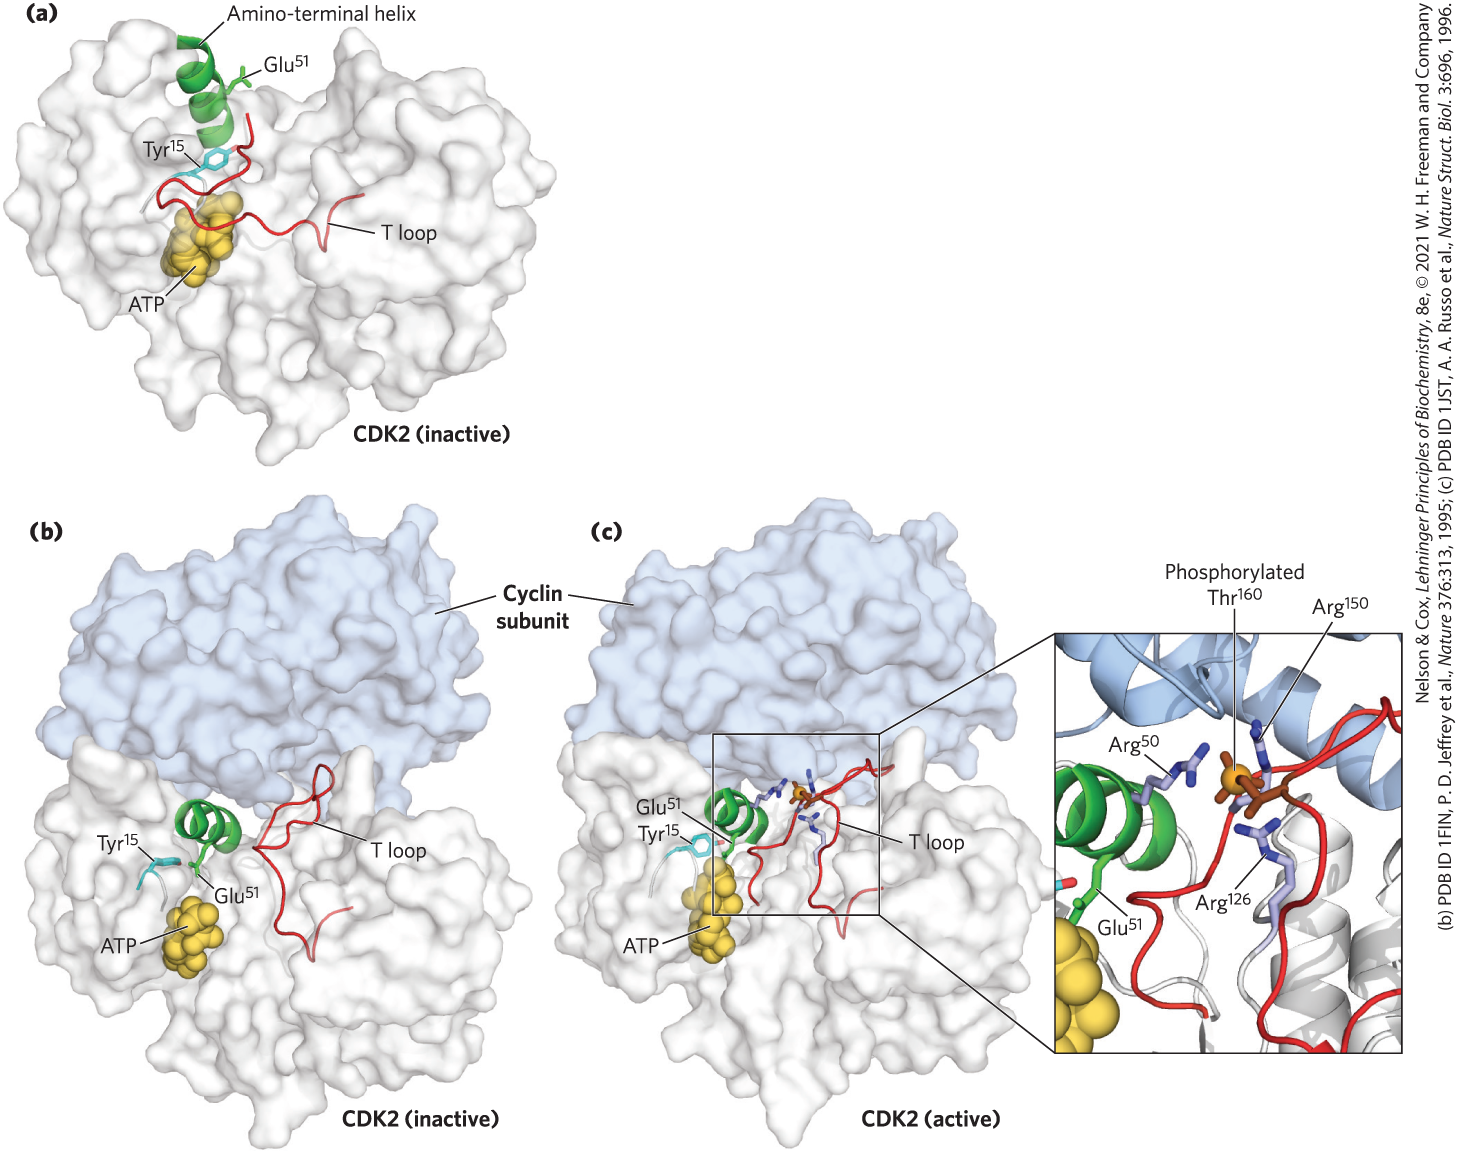 (a)
Amino-terminal helix
Glu⁵¹
Tyr¹⁵
T loop
ATP
CDK2 (inactive)
(b)
Cyclin
subunit
Tyr¹⁵
Glu⁵¹
T loop
ATP
CDK2 (inactive)
(c)
Glu⁵¹
Tyr¹⁵
T loop
ATP
CDK2 (active)
Phosphorylated
Thr¹⁶⁰
Arg¹⁵⁰
Arg⁵⁰
Arg¹²⁶
Glu⁵¹
Nelson & Cox, Lehninger Principles of Biochemistry, 8e, © 2021 W. H. Freeman and Company
(b) PDB ID 1FIN, P. D. Jeffrey et al., Nature 376:313, 1995; (c) PDB ID 1JST, A. A. Russo et al., Nature Struct. Biol. 3:696, 1996.